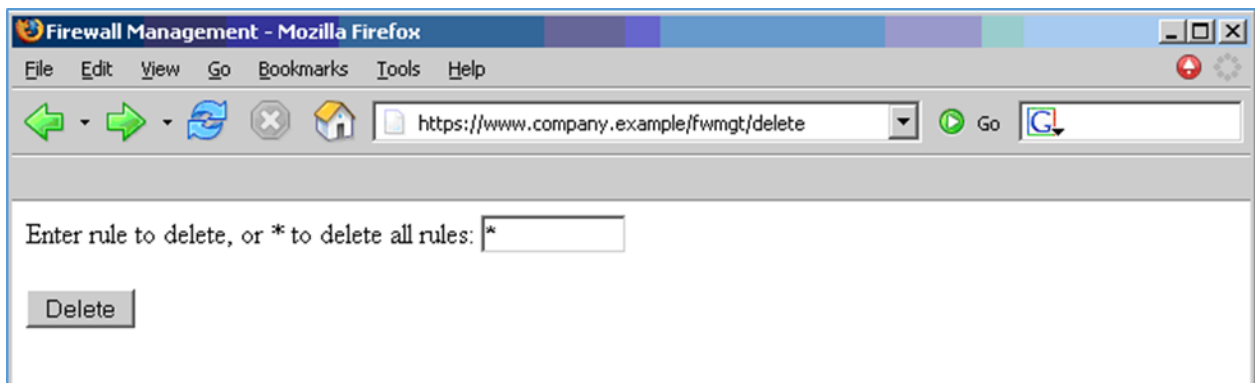 Firewall Management - Mozilla Firefox
File Edit View Go Bookmarks Tools Help
https://www.company.example/fwmgt/delete Go G
Enter rule to delete, or * to delete all rules: *
Delete